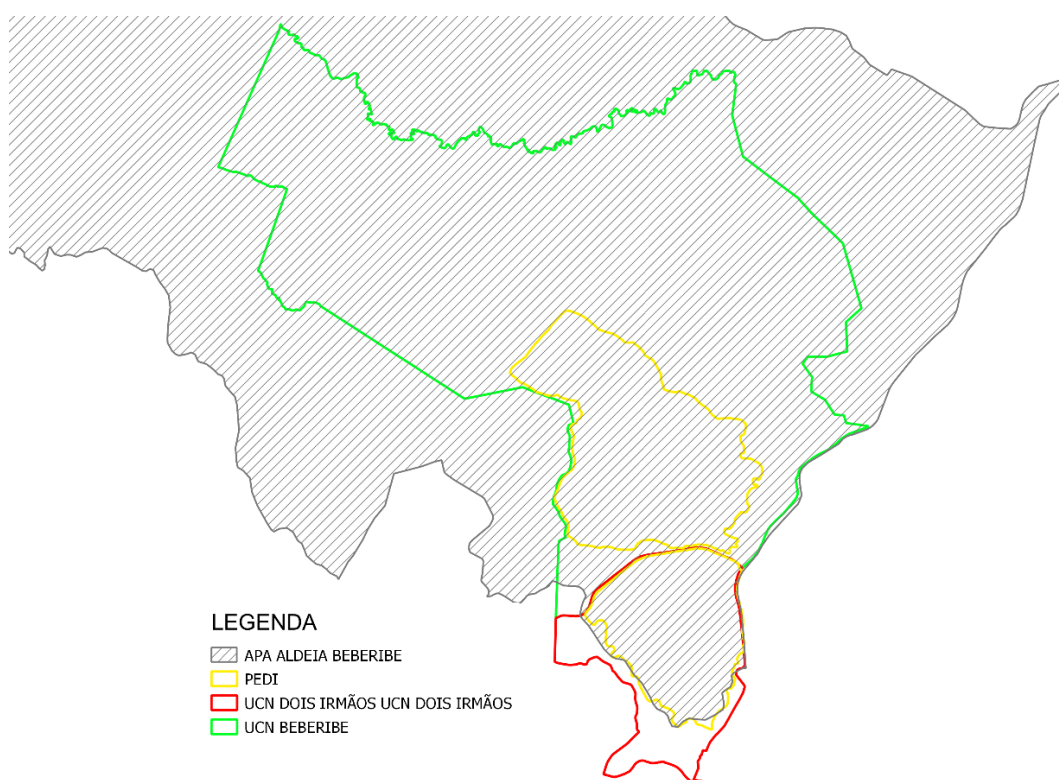 LEGENDA
APA ALDEIA BEBERIBE
PEDI
UCN DOIS IRMÃOS UCN DOIS IRMÃOS
UCN BEBERIBE